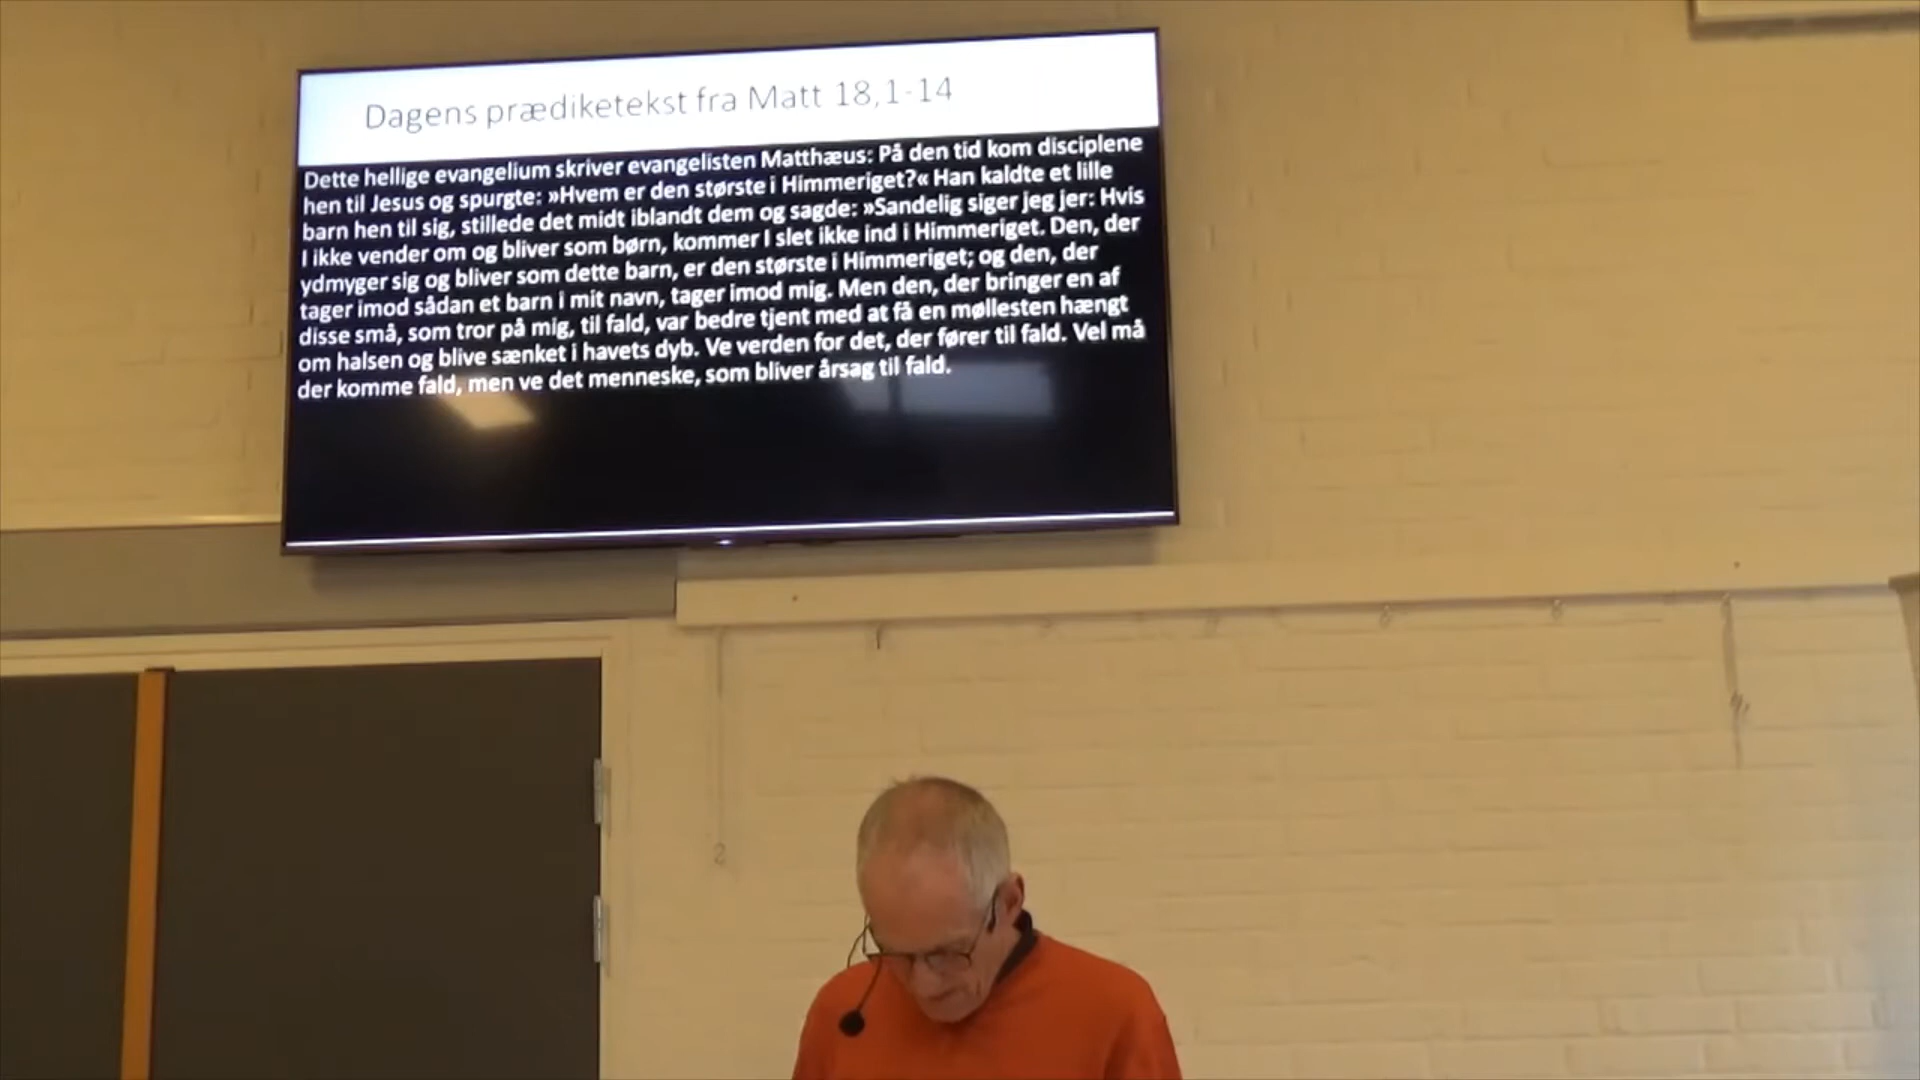 Dagens prædiketekst fra Matt 18,1-14
Dette hellige evangelium skriver evangelisten Matthæus: På den tid kom disciplene
hen til Jesus og spurgte: »Hvem er den største i Himmeriget?« Han kaldte et lille
barn hen til sig, stillede det midt iblandt dem og sagde: »Sandelig siger jeg jer: Hvis
I ikke vender om og bliver som børn, kommer I slet ikke ind i Himmeriget. Den, der
ydmyger sig og bliver som dette barn, er den største i Himmeriget; og den, der
tager imod sådan et barn i mit navn, tager imod mig. Men den, der bringer en af
disse små, som tror på mig, til fald, var bedre tjent med at få en møllesten hængt
om halsen og blive sænket i havets dyb. Ve verden for det, der fører til fald. Vel må
der komme fald, men ve det menneske, som bliver årsag til fald.